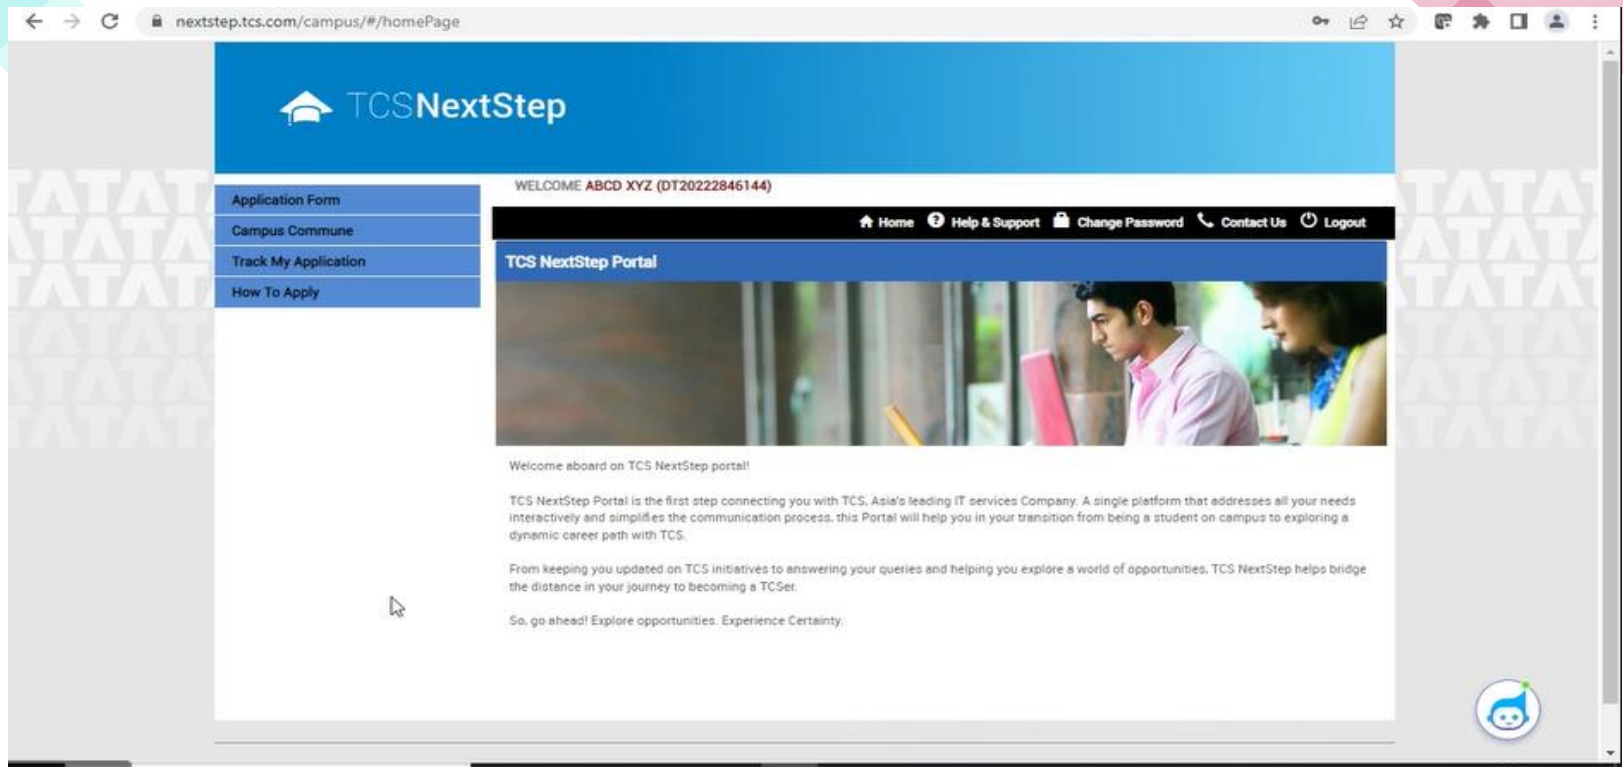 nextstep.tcs.com/campus/#/homePage
TCSNextStep
WELCOME ABCD XYZ (DT20222846144)
Application Form
Campus Commune
Track My Application
How To Apply
Home Help & Support Change Password Contact Us Logout
TCS NextStep Portal
Welcome aboard on TCS NextStep portal!
TCS NextStep Portal is the first step connecting you with TCS, Asia's leading IT services Company. A single platform that addresses all your needs
interactively and simplifies the communication process, this Portal will help you in your transition from being a student on campus to exploring a
dynamic career path with TCS.
From keeping you updated on TCS initiatives to answering your queries and helping you explore a world of opportunities, TCS NextStep helps bridge
the distance in your journey to becoming a TCSer.
So, go ahead! Explore opportunities. Experience Certainty.